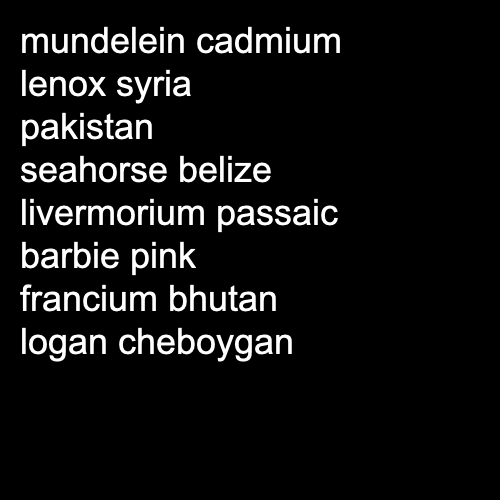 mundelein cadmium
lenox syria
pakistan
seahorse belize
livermorium passaic
barbie pink
francium bhutan
logan cheboygan